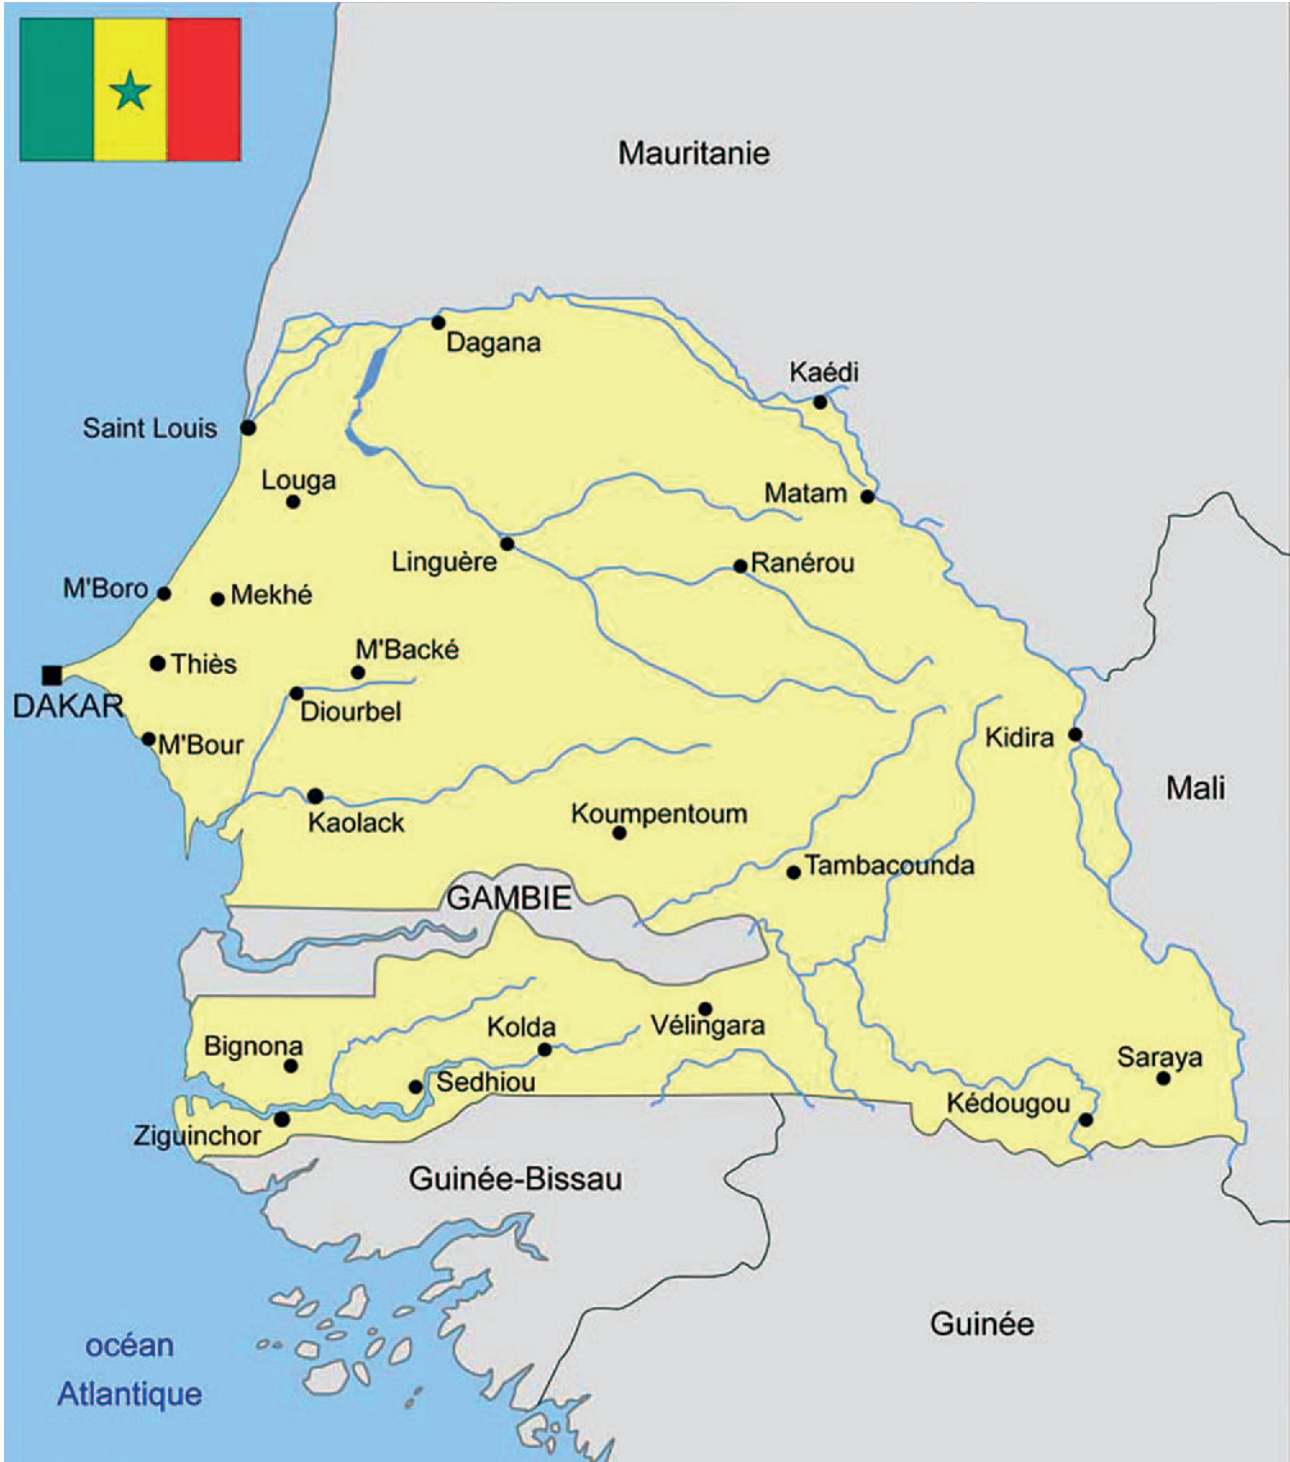 Mauritanie
Dagana
Kaédi
Saint Louis
Louga
Matam
Linguère
Ranérou
M'Boro
Mekhé
M'Backé
Thiès
DAKAR
Diourbel
M'Bour
Kidira
Mali
Koumpentoum
Kaolack
Tambacounda
GAMBIE
Kolda
Vélingara
Bignona
Saraya
Sedhiou
Kédougou
Ziguinchor
Guinée-Bissau
Guinée
océan
Atlantique